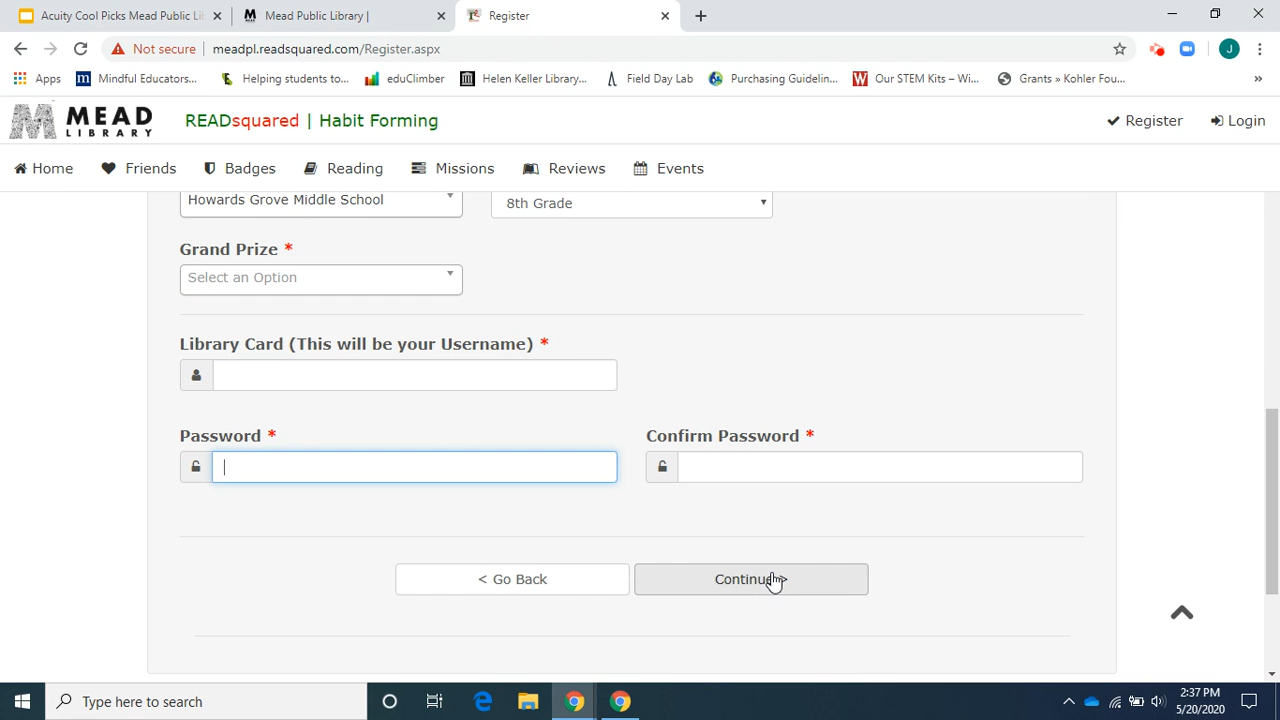 Acuity Cool Picks Mead Public Lib
Mead Public Library |
Register
Not secure | meadpl.readsquared.com/Register.aspx
J
Apps
Mindful Educators...
Helping students to...
eduClimber
Helen Keller Library...
Field Day Lab
Purchasing Guidelin...
Our STEM Kits – Wi...
Grants » Kohler Fou...
»
MEAD
LIBRARY
READsquared | Habit Forming
Register
Login
Home
Friends
Badges
Reading
Missions
Reviews
Events
Howards Grove Middle School
8th Grade
Grand Prize *
Select an Option
Library Card (This will be your Username) *
Password *
Confirm Password *
< Go Back
Continue >
Type here to search
2:37 PM
5/20/2020